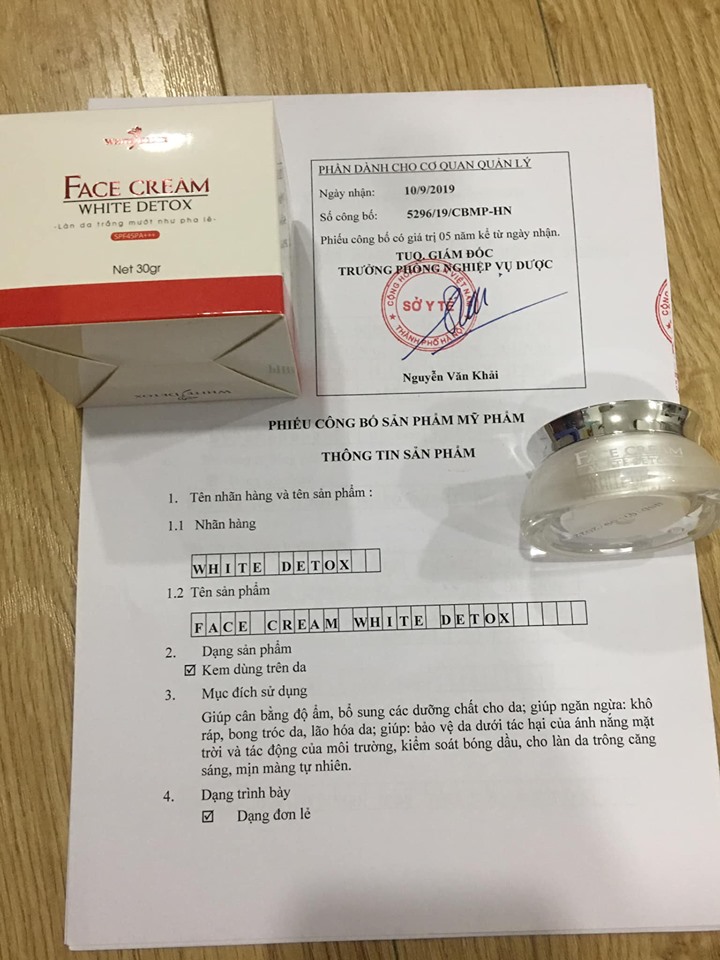 FACE CREAM
WHITE DETOX
-Làn da trắng mướt như pha lê-
SPF45PA+++
Net 30gr
PHẦN DÀNH CHO CƠ QUAN QUẢN LÝ
Ngày nhận: 10/9/2019
Số công bố: 5296/19/CBMP-HN
Phiếu công bố có giá trị 05 năm kể từ ngày nhận.
TUQ. GIÁM ĐỐC
TRƯỞNG PHÒNG NGHIỆP VỤ DƯỢC
SỞ Y TẾ
THÀNH PHỐ HÀ NỘI
Nguyễn Văn Khải
PHIẾU CÔNG BỐ SẢN PHẨM MỸ PHẨM
THÔNG TIN SẢN PHẨM
FACE CREAM
1. Tên nhãn hàng và tên sản phẩm :
1.1 Nhãn hàng
WHITE DETOX
1.2 Tên sản phẩm
FACE CREAM WHITE DETOX
2. Dạng sản phẩm
☑ Kem dùng trên da
3. Mục đích sử dụng
Giúp cân bằng độ ẩm, bổ sung các dưỡng chất cho da; giúp ngăn ngừa: khô
ráp, bong tróc da, lão hóa da; giúp: bảo vệ da dưới tác hại của ánh nắng mặt
trời và tác động của môi trường, kiểm soát bóng dầu, cho làn da trông căng
sáng, mịn màng tự nhiên.
4. Dạng trình bày
☑ Dạng đơn lẻ